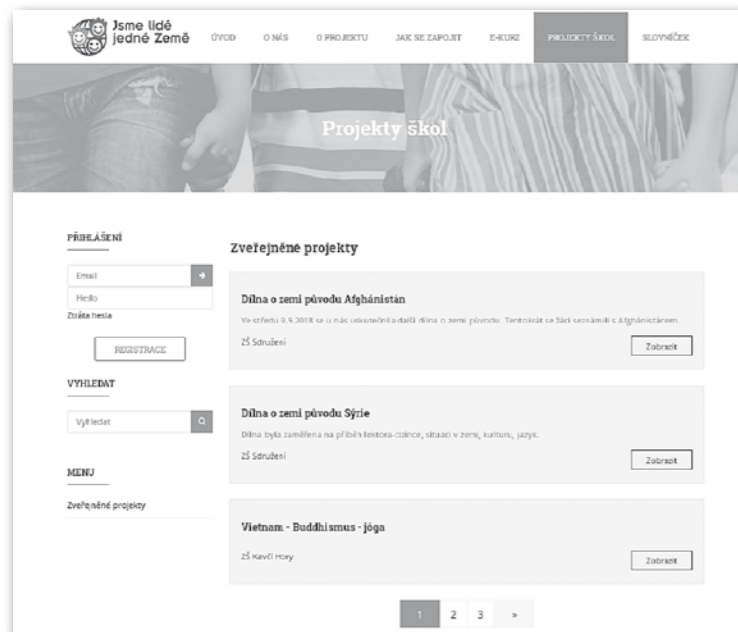 Jsme lidé
jedné Země
ÚVOD O NÁS O PROJEKTU JAK SE ZAPOJIT E-KURZ PROJEKTY ŠKOL SLOVNÍČEK
Projekty škol
PŘIHLÁŠENÍ
Email
Heslo
Ztráta hesla
REGISTRACE
VYHLEDAT
Vyhledat
MENU
Zveřejněné projekty
Zveřejněné projekty
Dílna o zemi původu Afghánistán
Ve středu 9.5.2018 se u nás uskutečnila další dílna o zemi původu. Tentokrát se žáci seznámili s Afghánistánem.
ZŠ Sdružení
Zobrazit
Dílna o zemi původu Sýrie
Dílna byla zaměřena na příběh lektora-cizince, situaci v zemi, kulturu, jazyk.
ZŠ Sdružení
Zobrazit
Vietnam - Buddhismus - jóga
ZŠ Kavčí Hory
Zobrazit
1 2 3 »